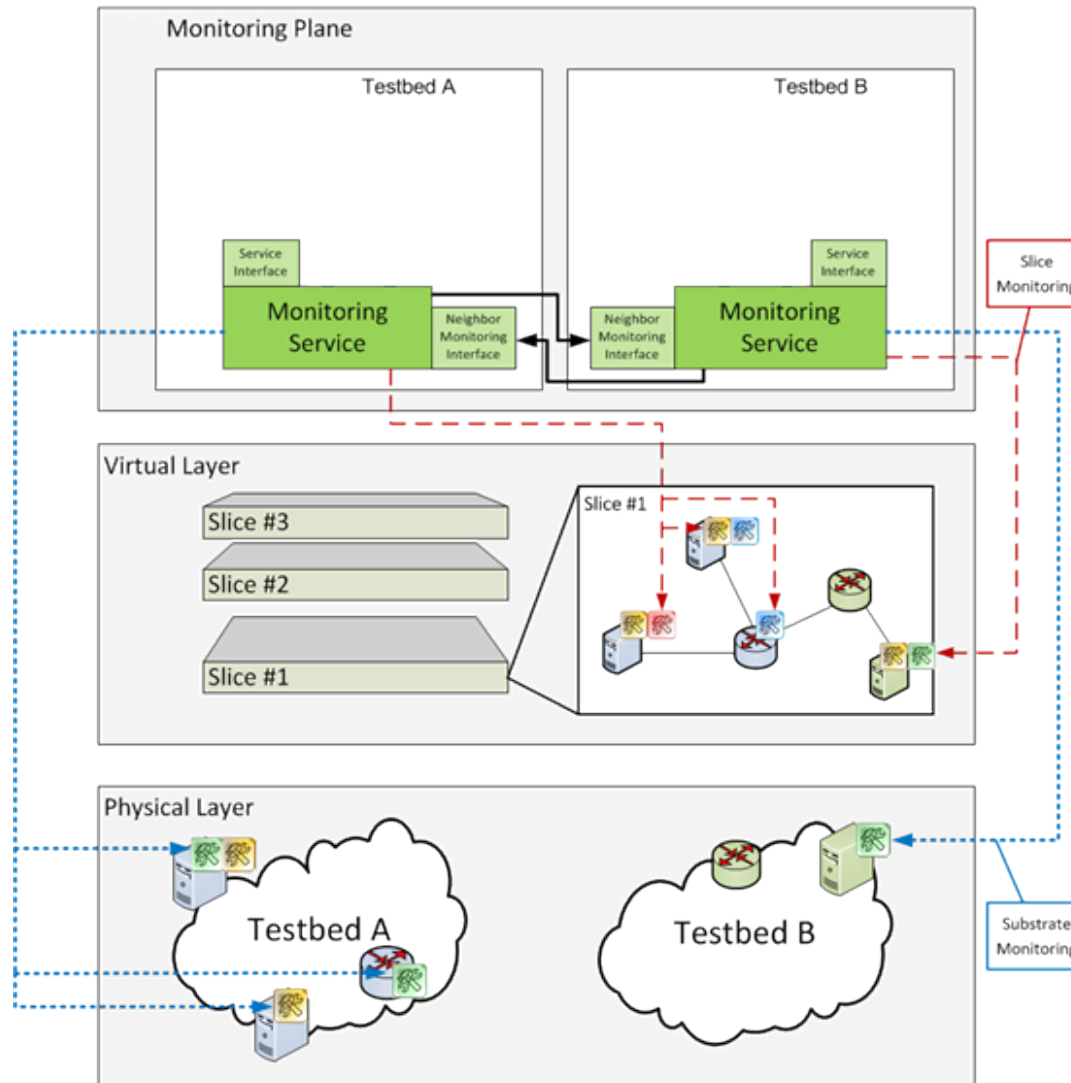 Monitoring Plane
Testbed A
Testbed B
Service
Interface
Service
Interface
Monitoring
Service
Neighbor
Monitoring
Interface
Neighbor
Monitoring
Interface
Monitoring
Service
Slice
Monitoring
Virtual Layer
Slice #3
Slice #2
Slice #1
Slice #1
Physical Layer
Testbed A
Testbed B
Substrate
Monitoring